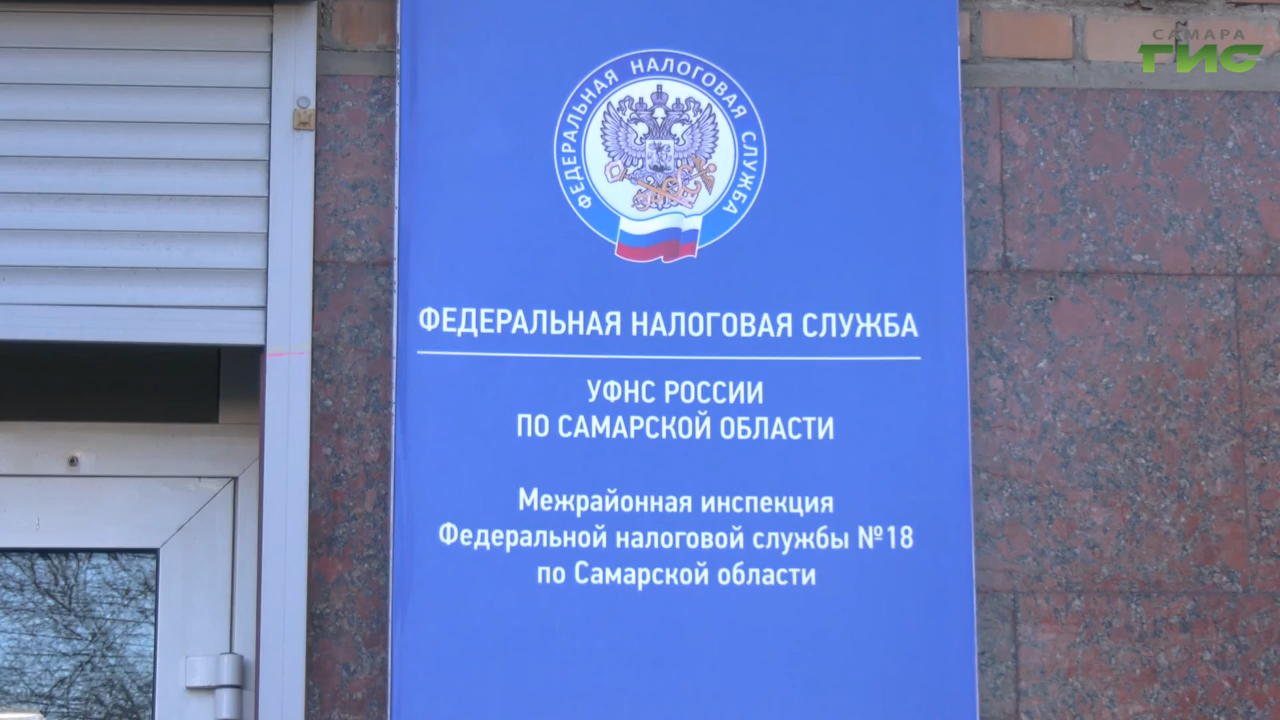 САМАРА
ГИС
ФЕДЕРАЛЬНАЯ НАЛОГОВАЯ СЛУЖБА
ФЕДЕРАЛЬНАЯ НАЛОГОВАЯ СЛУЖБА
УФНС РОССИИ
ПО САМАРСКОЙ ОБЛАСТИ
Межрайонная инспекция
Федеральной налоговой службы №18
по Самарской области